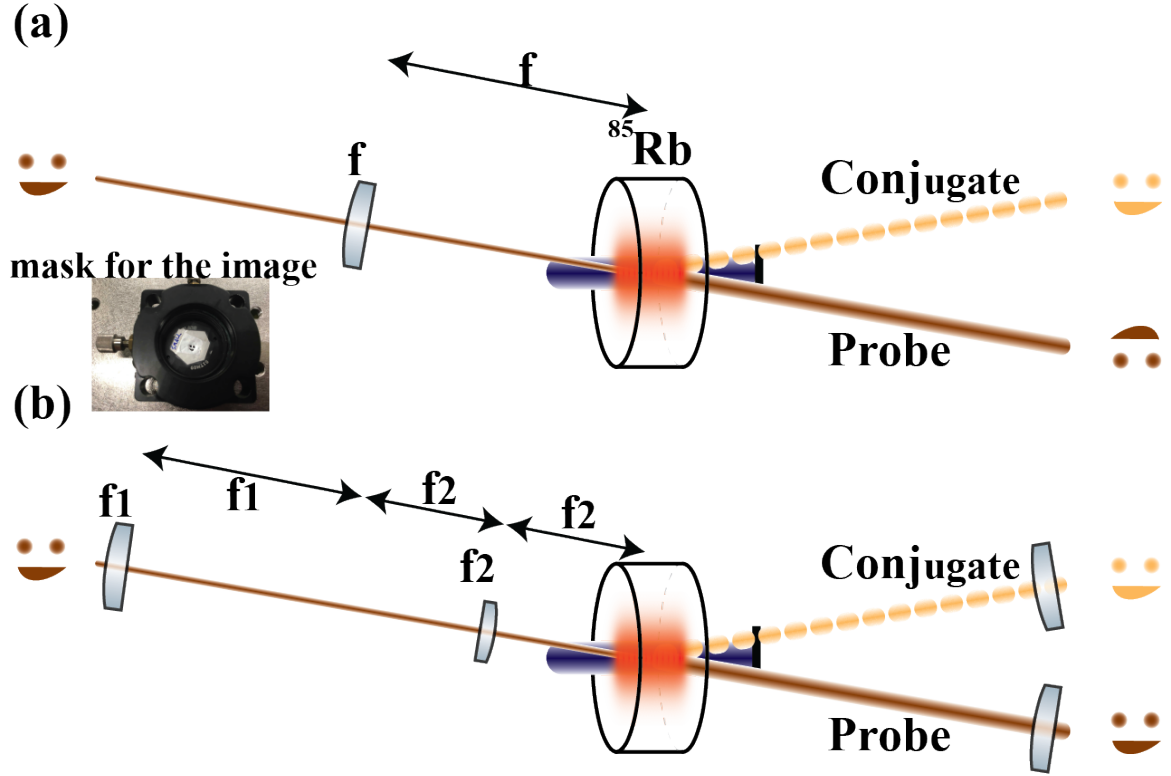 (a)
f
85Rb
f
Conjugate
mask for the image
Probe
(b)
f1
f2
f2
f1
f2
Conjugate
Probe